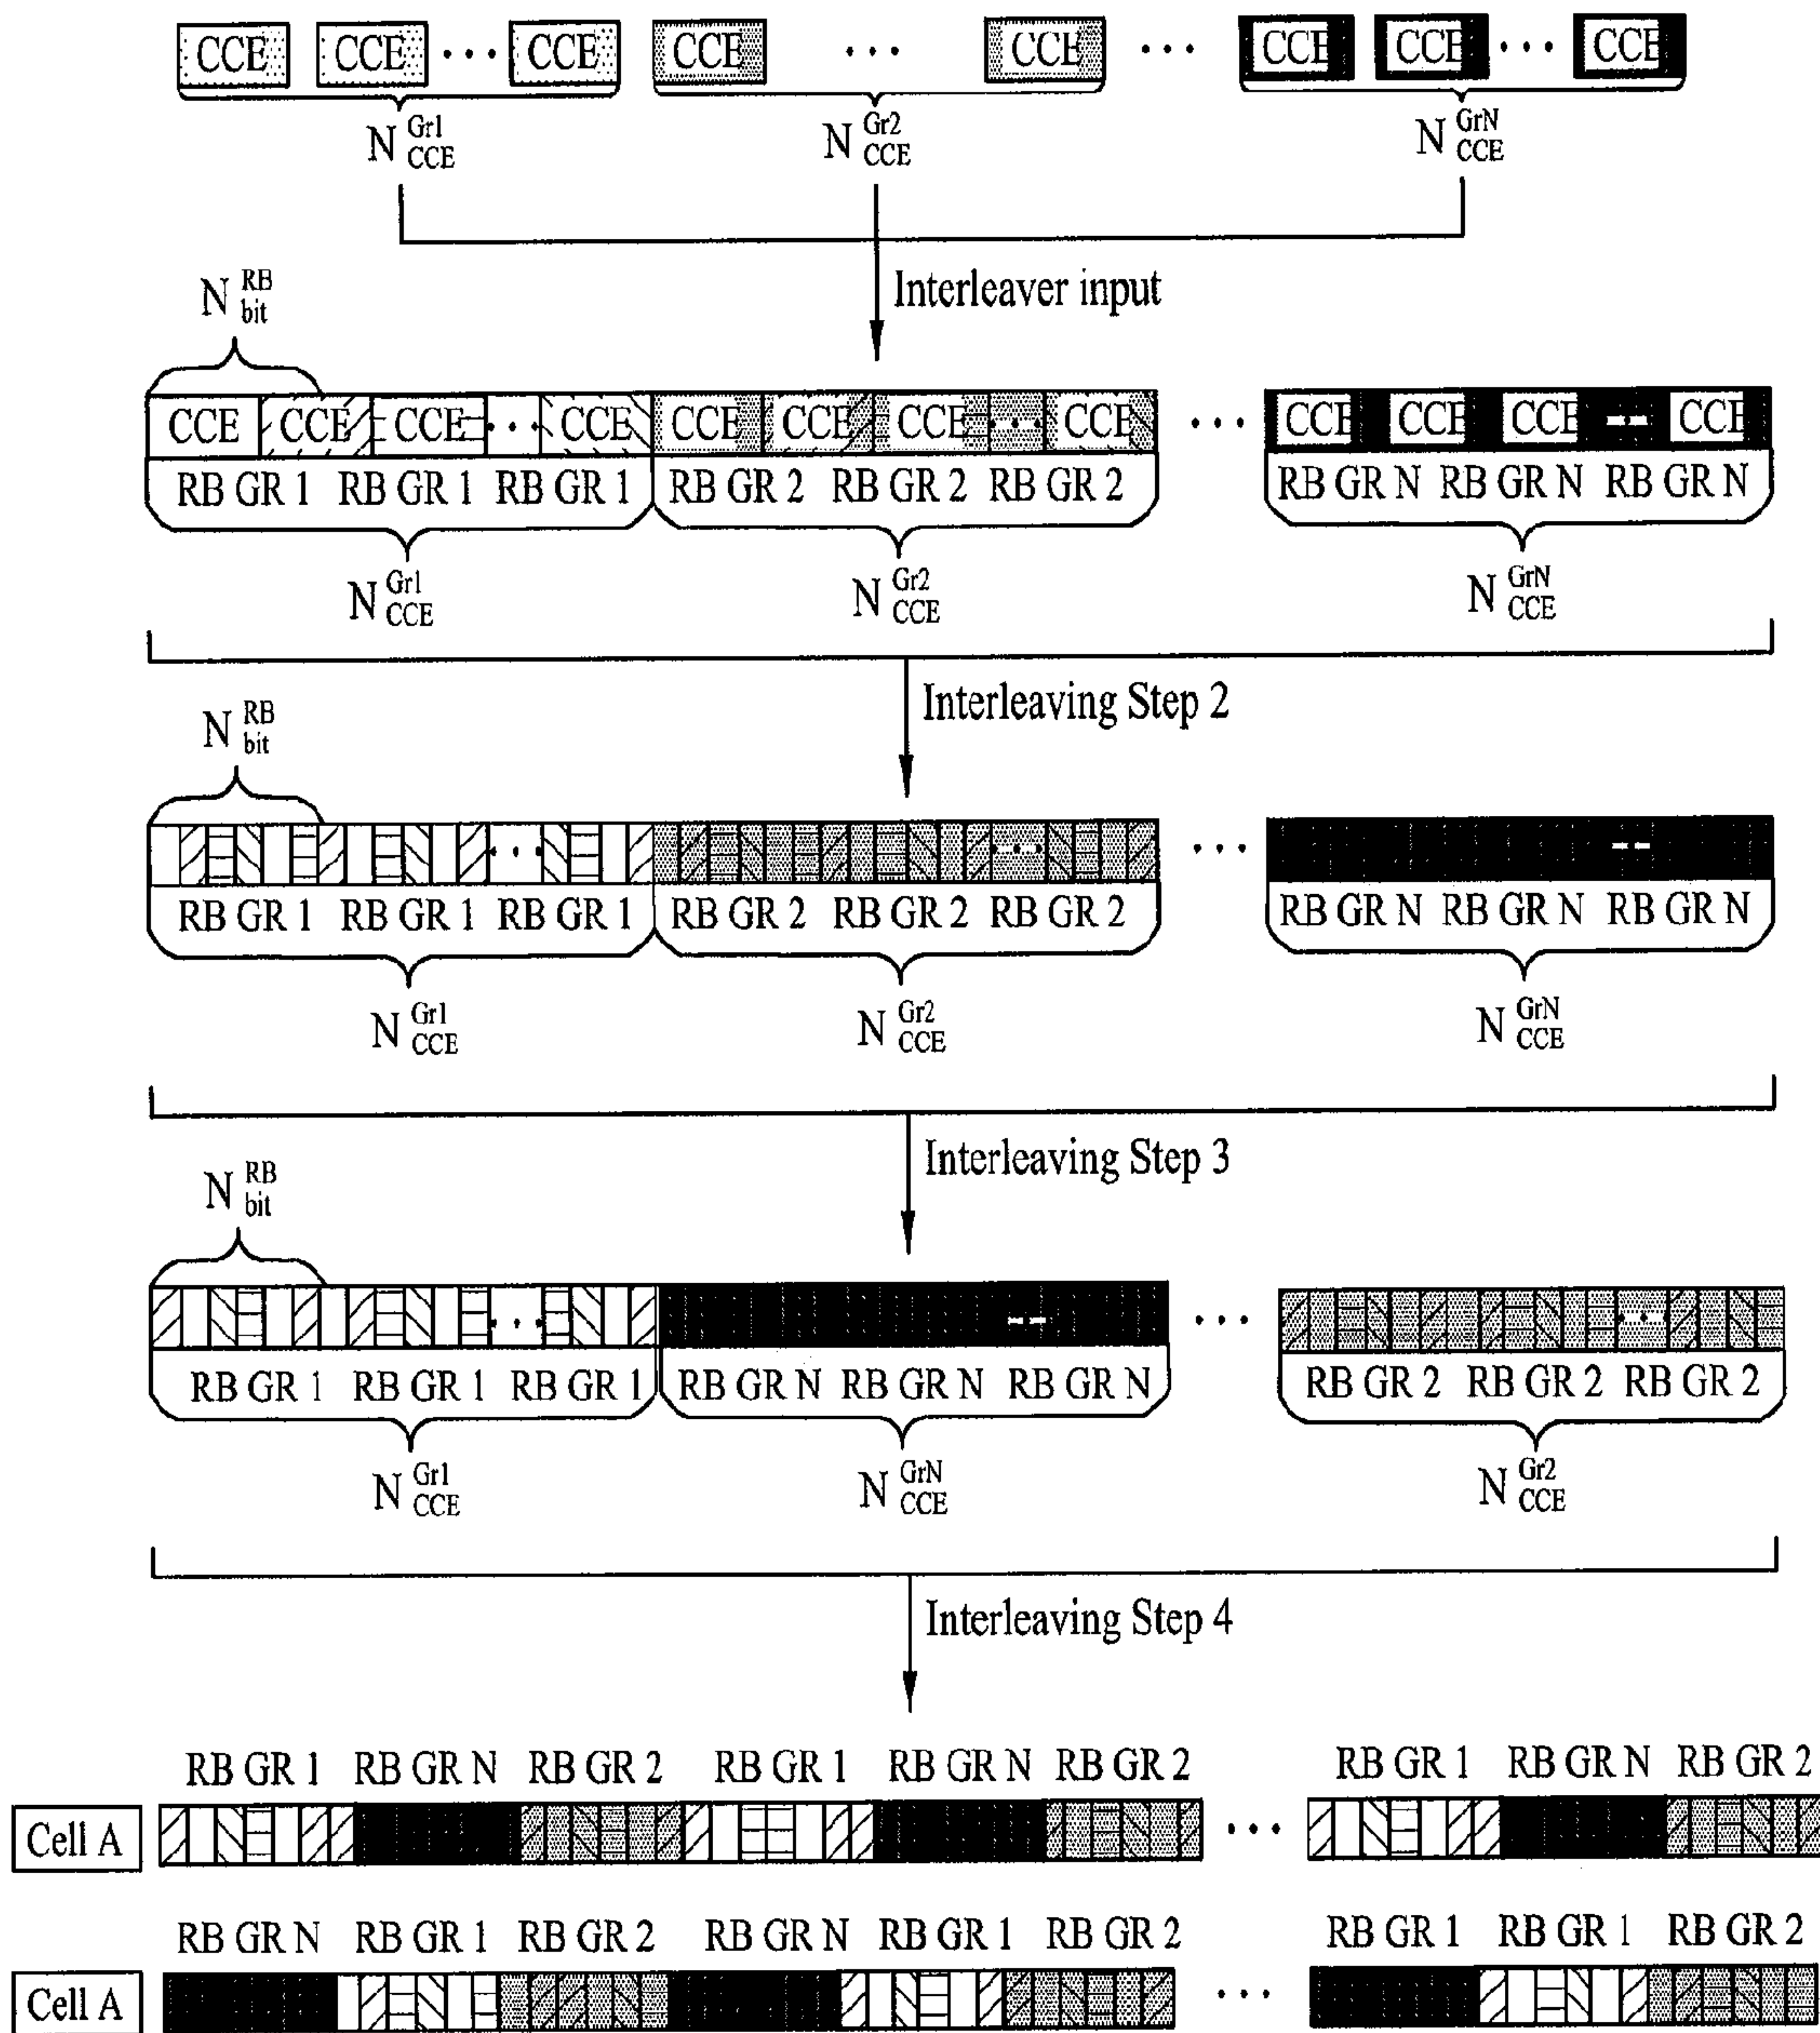 CCE CCE ··· CCE CCE ··· CCE ··· CCE CCE ··· CCE
N Gr1 CCE N Gr2 CCE N GrN CCE
Interleaver input
N RB bit
CCE CCE CCE ··· CCE CCE CCE CCE ··· CCE ··· CCE CCE CCE CCE
RB GR 1 RB GR 1 RB GR 1 RB GR 2 RB GR 2 RB GR 2 RB GR N RB GR N RB GR N
N Gr1 CCE N Gr2 CCE N GrN CCE
Interleaving Step 2
N RB bit
RB GR 1 RB GR 1 RB GR 1 RB GR 2 RB GR 2 RB GR 2 RB GR N RB GR N RB GR N
N Gr1 CCE N Gr2 CCE N GrN CCE
Interleaving Step 3
N RB bit
RB GR 1 RB GR 1 RB GR 1 RB GR N RB GR N RB GR N RB GR 2 RB GR 2 RB GR 2
N Gr1 CCE N GrN CCE N Gr2 CCE
Interleaving Step 4
RB GR 1 RB GR N RB GR 2 RB GR 1 RB GR N RB GR 2 RB GR 1 RB GR N RB GR 2
Cell A ···
RB GR N RB GR 1 RB GR 2 RB GR N RB GR 1 RB GR 2 RB GR 1 RB GR 1 RB GR 2
Cell A ···